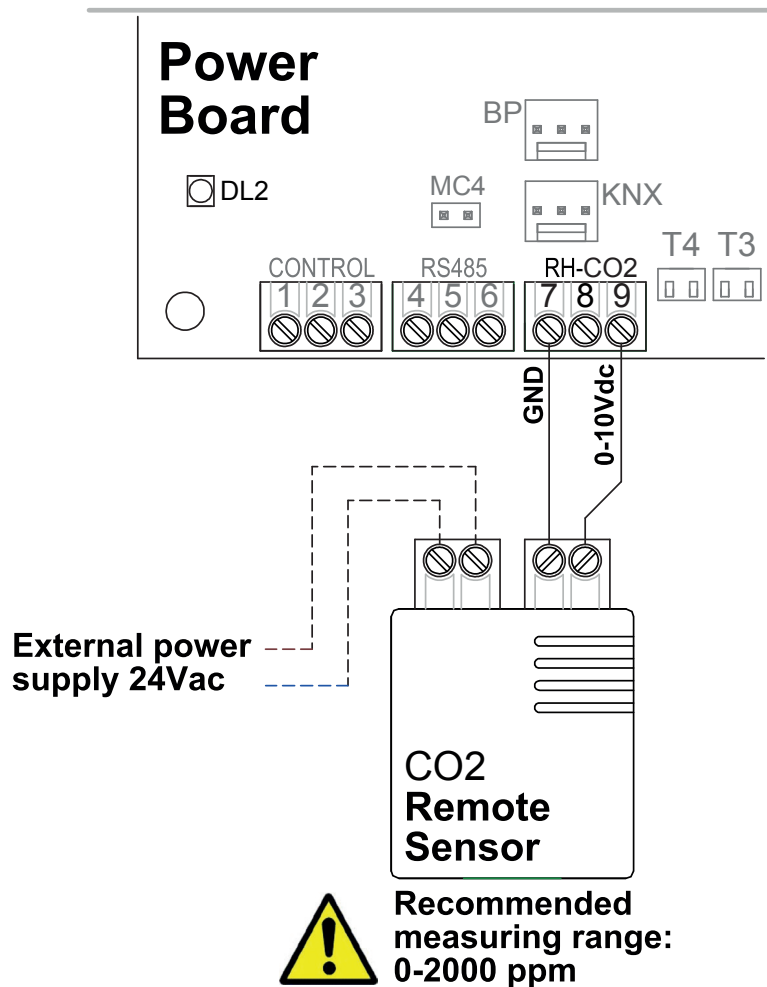 Power
Board
BP
DL2
MC4
KNX
T4 T3
CONTROL RS485 RH-CO2
1 2 3 4 5 6 7 8 9
GND
0-10Vdc
External power
supply 24Vac
CO2
Remote
Sensor
Recommended
measuring range:
0-2000 ppm